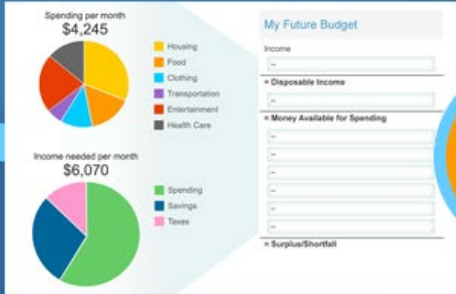 Spending per month
$4,245
Housing
Food
Clothing
Transportation
Entertainment
Health Care
Income needed per month
$6,070
Spending
Savings
Taxes
My Future Budget
Income
--
= Disposable Income
--
= Money Available for Spending
--
--
--
--
--
--
= Surplus/Shortfall